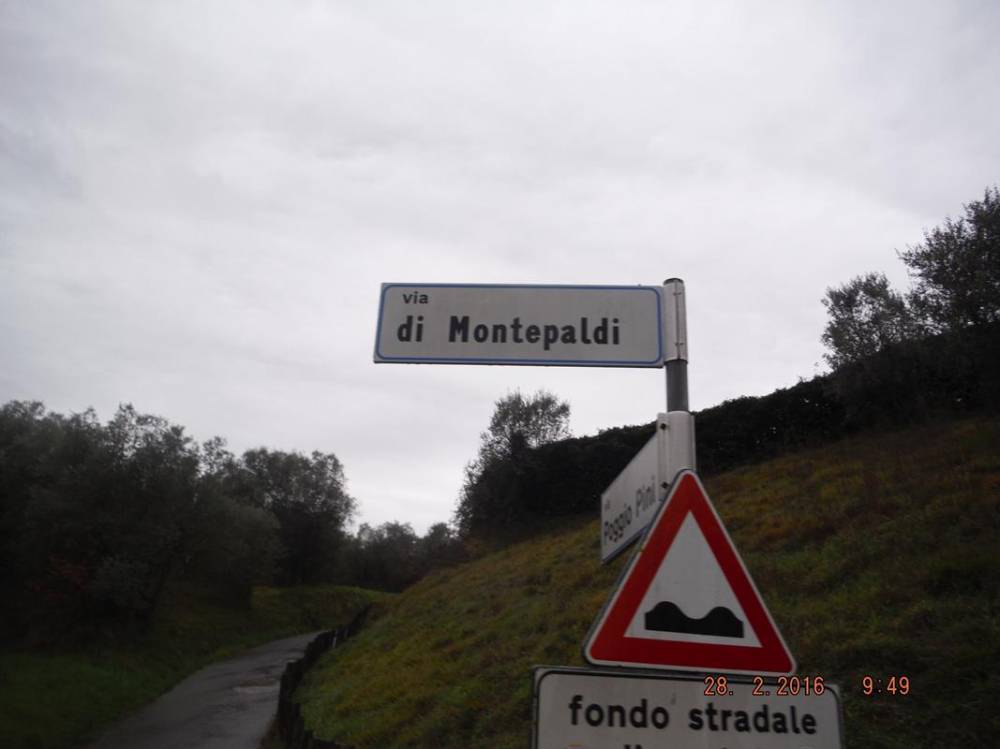 via
di Montepaldi
Poggio Pini
28. 2.2016 9:49
fondo stradale